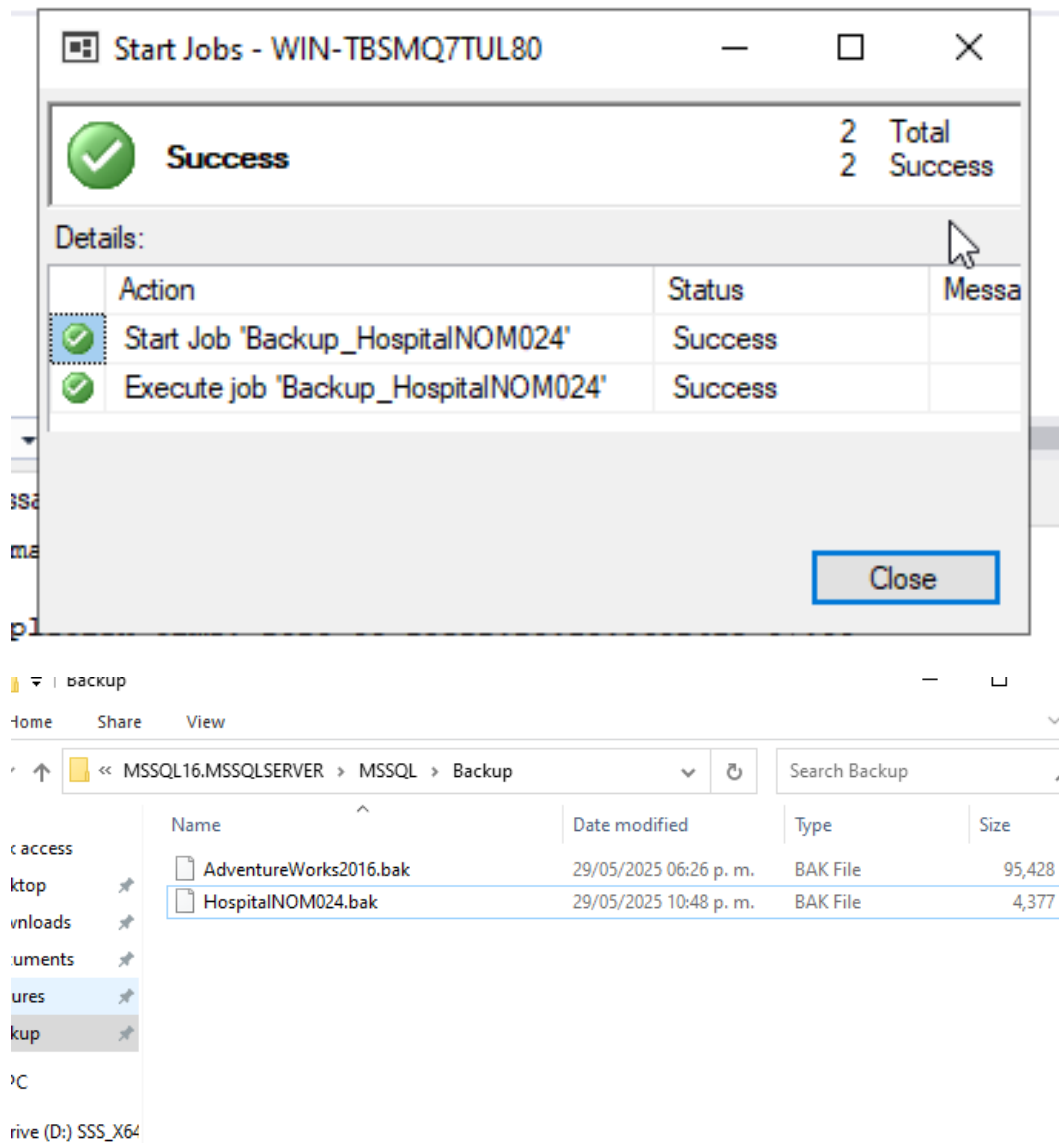 Start Jobs - WIN-TBSMQ7TUL80
Success
2 Total
2 Success
Details:
Action Status Messa
Start Job 'Backup_HospitalNOM024' Success
Execute job 'Backup_HospitalNOM024' Success
Close
Backup
Home Share View
« MSSQL16.MSSQLSERVER > MSSQL > Backup
Search Backup
Name Date modified Type Size
access
AdventureWorks2016.bak 29/05/2025 06:26 p. m. BAK File 95,428
ktop
HospitalNOM024.bak 29/05/2025 10:48 p. m. BAK File 4,377
wnloads
cuments
ures
kup
PC
rive (D:) SSS_X64